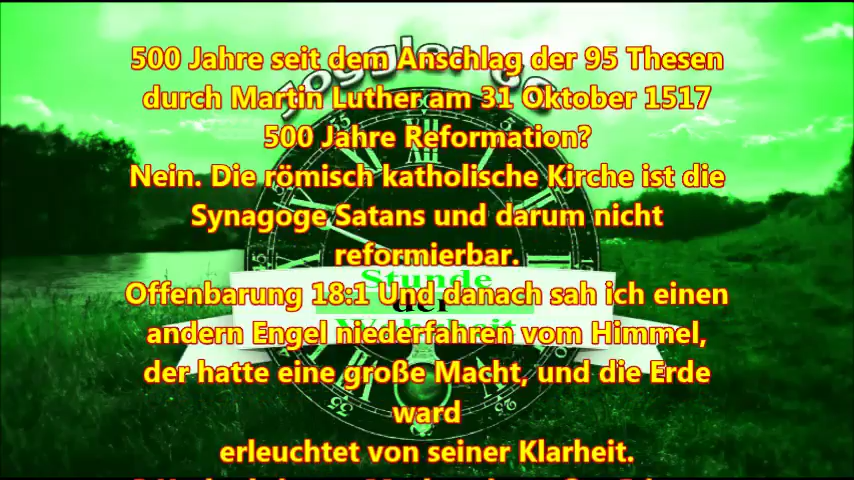 500 Jahre seit dem Anschlag der 95 Thesen
durch Martin Luther am 31 Oktober 1517
500 Jahre Reformation?
Nein. Die römisch katholische Kirche ist die
Synagoge Satans und darum nicht
reformierbar.
Stunde
Offenbarung 18:1 Und danach sah ich einen
der
andern Engel niederfahren vom Himmel,
der hatte eine große Macht, und die Erde
ward
erleuchtet von seiner Klarheit.